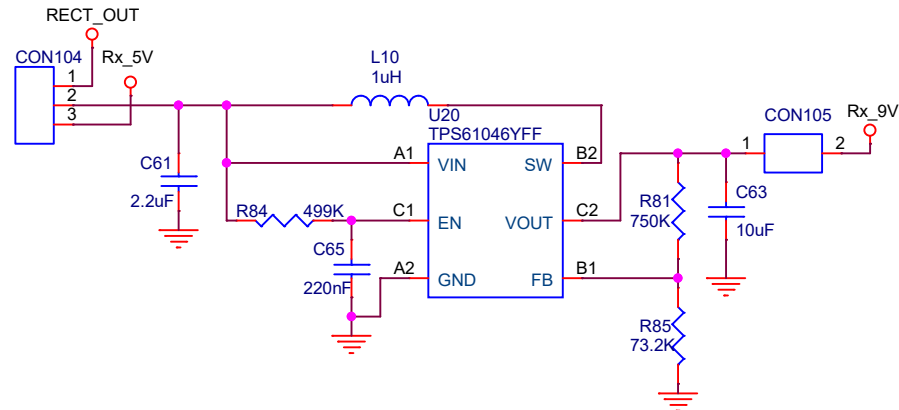 RECT_OUT
CON104
Rx_5V
1
2
3
L10
1uH
U20
TPS61046YFF
C61
2.2uF
A1
VIN
SW
B2
R84
499K
C1
EN
VOUT
C2
C65
220nF
A2
GND
FB
B1
R81
750K
R85
73.2K
C63
10uF
CON105
1
2
Rx_9V